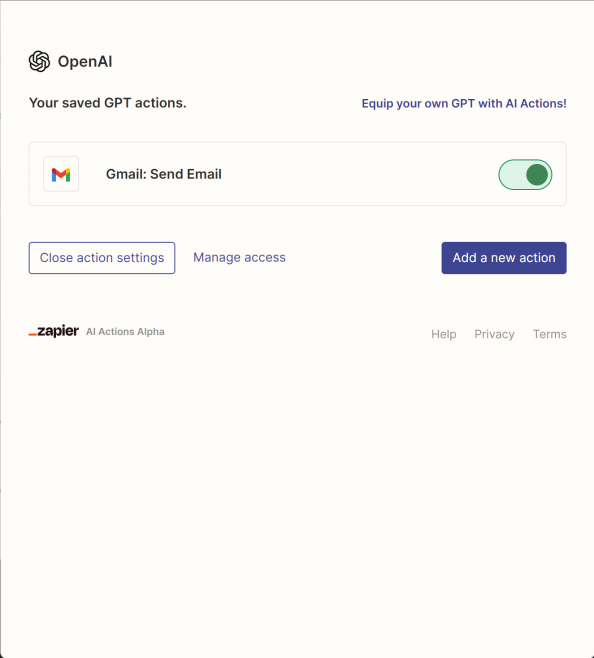 OpenAI
Your saved GPT actions. Equip your own GPT with AI Actions!
Gmail: Send Email
Close action settings Manage access Add a new action
_zapier AI Actions Alpha Help Privacy Terms